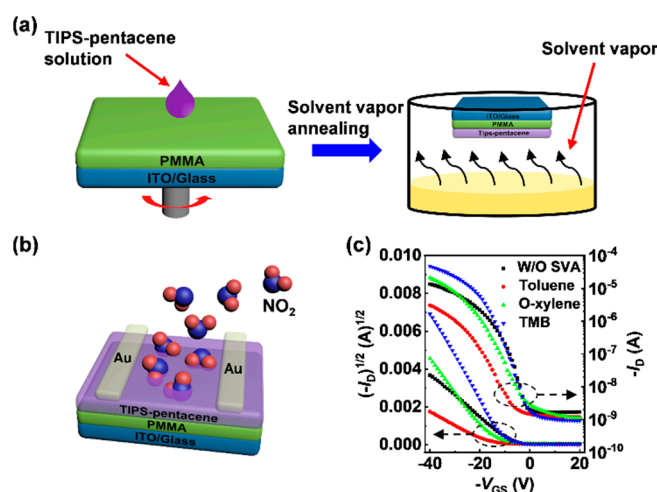 (a)
TIPS-pentacene
solution
PMMA
ITO/Glass
Solvent vapor
annealing
Solvent vapor
ITO/Glass
PMMA
Tips-pentacene
(b)
NO2
Au
Au
TIPS-pentacene
PMMA
ITO/Glass
(c)
W/O SVA
Toluene
O-xylene
TMB
(-ID)1/2 (A)1/2
0.010
0.008
0.006
0.004
0.002
0.000
-40
-20
0
20
-VGS (V)
10-4
10-5
10-6
10-7
10-8
10-9
10-10
-ID (A)